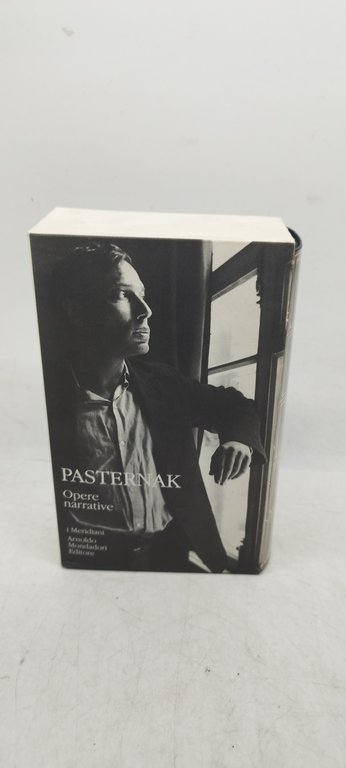 PASTERNAK
Opere
narrative
i Meridiani
Arnoldo
Mondadori
Editore